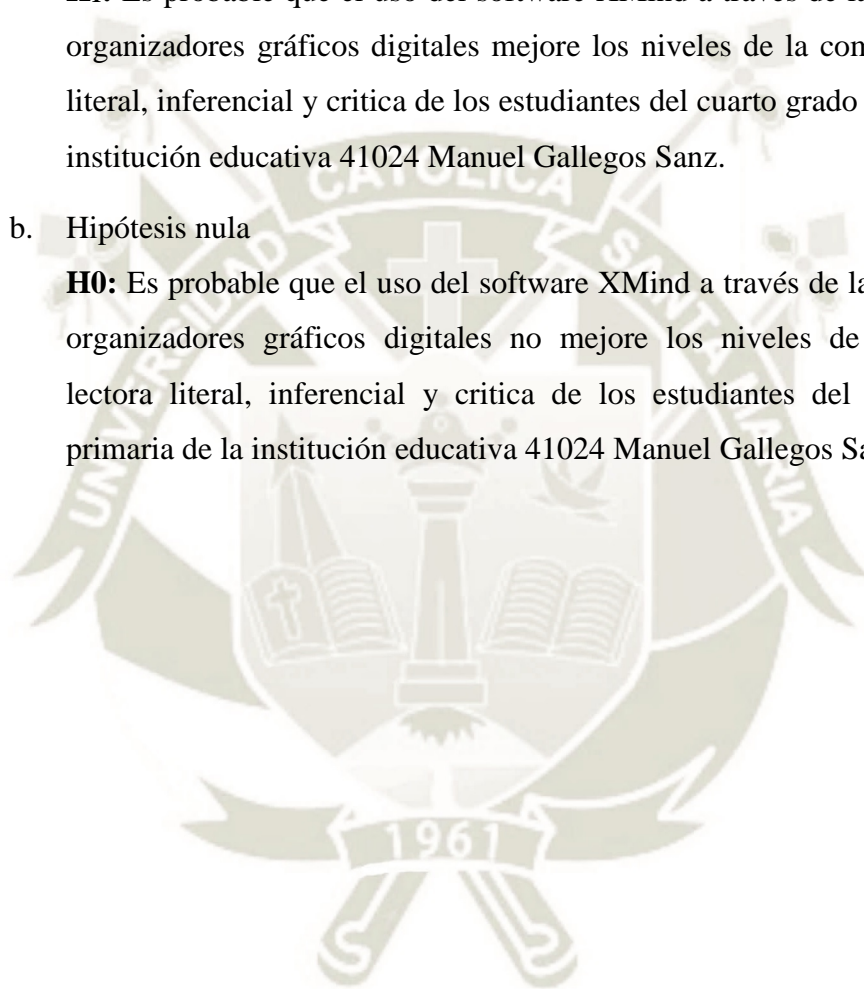 organizadores gráficos digitales mejore los niveles de la
literal, inferencial y critica de los estudiantes del cuarto grado
institución educativa 41024 Manuel Gallegos Sanz.
b. Hipótesis nula
H0: Es probable que el uso del software XMind a través de
organizadores gráficos digitales no mejore los niveles de
lectora literal, inferencial y critica de los estudiantes del
primaria de la institución educativa 41024 Manuel Gallegos
UNIVERSIDAD CATOLICA SANTA MARIA
1961